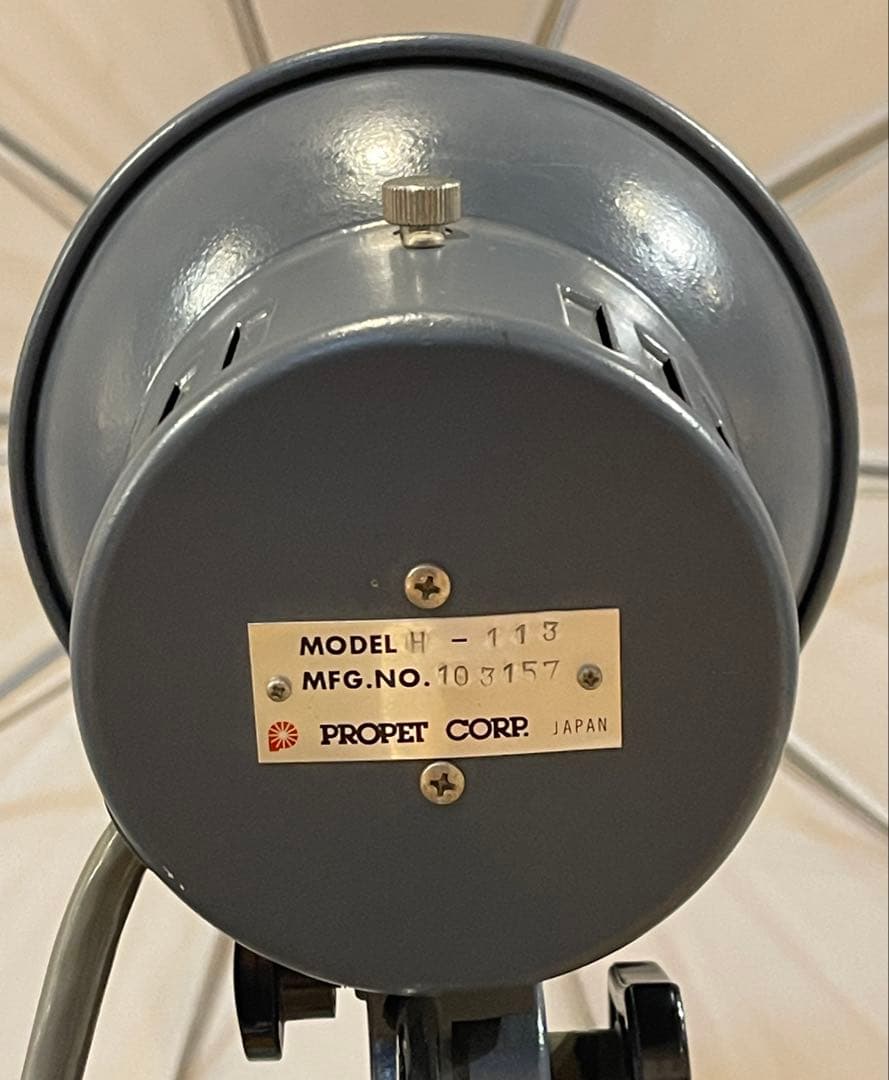 MODEL H - 113
MFG.NO. 103157
PROPET CORP. JAPAN